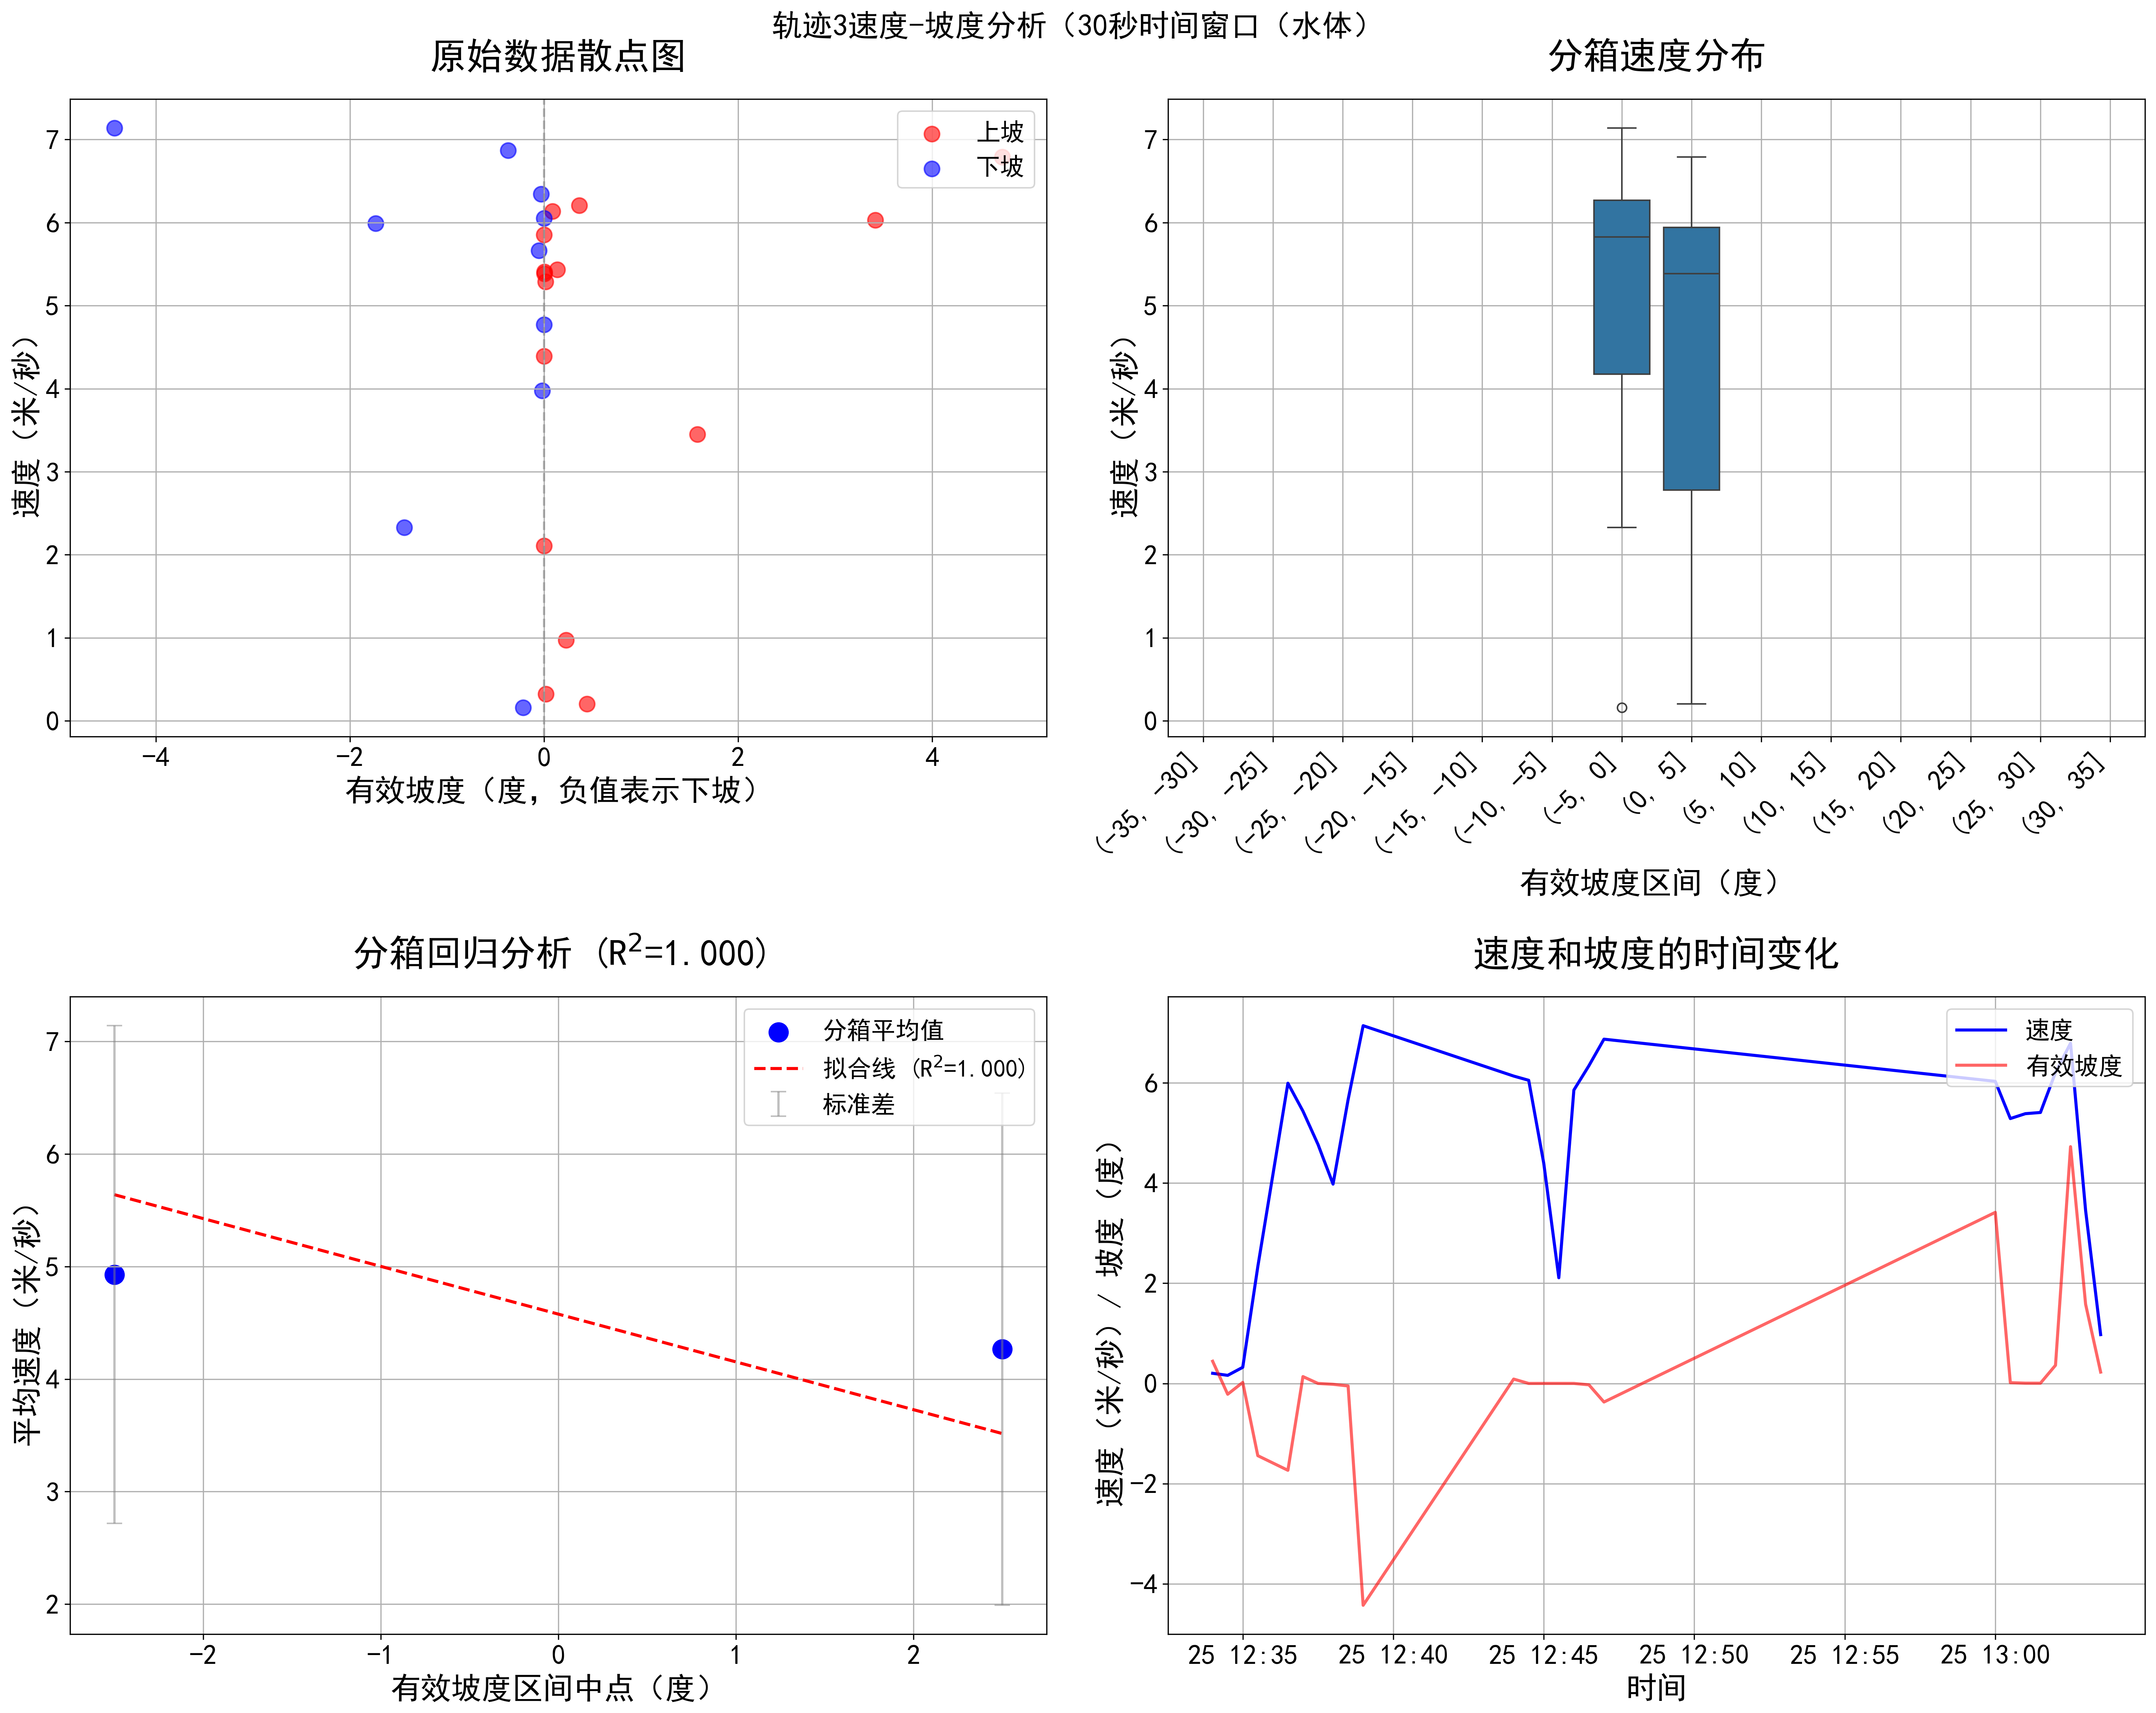 轨迹3速度-坡度分析（30秒时间窗口（水体）
原始数据散点图
上坡
下坡
7
6
5
4
3
2
1
0
−4 −2 0 2 4
速度（米/秒）
有效坡度（度，负值表示下坡）
分箱速度分布
7
6
5
4
3
2
1
0
(−35, −30]
(−30, −25]
(−25, −20]
(−20, −15]
(−15, −10]
(−10, −5]
(−5, 0]
(0, 5]
(5, 10]
(10, 15]
(15, 20]
(20, 25]
(25, 30]
(30, 35]
速度（米/秒）
有效坡度区间（度）
分箱回归分析 (R²=1.000)
分箱平均值
拟合线 (R²=1.000)
标准差
7
6
5
4
3
2
−2 −1 0 1 2
平均速度（米/秒）
有效坡度区间中点（度）
速度和坡度的时间变化
速度
有效坡度
6
4
2
0
−2
−4
25 12:35 25 12:40 25 12:45 25 12:50 25 12:55 25 13:00
速度（米/秒）/ 坡度（度）
时间